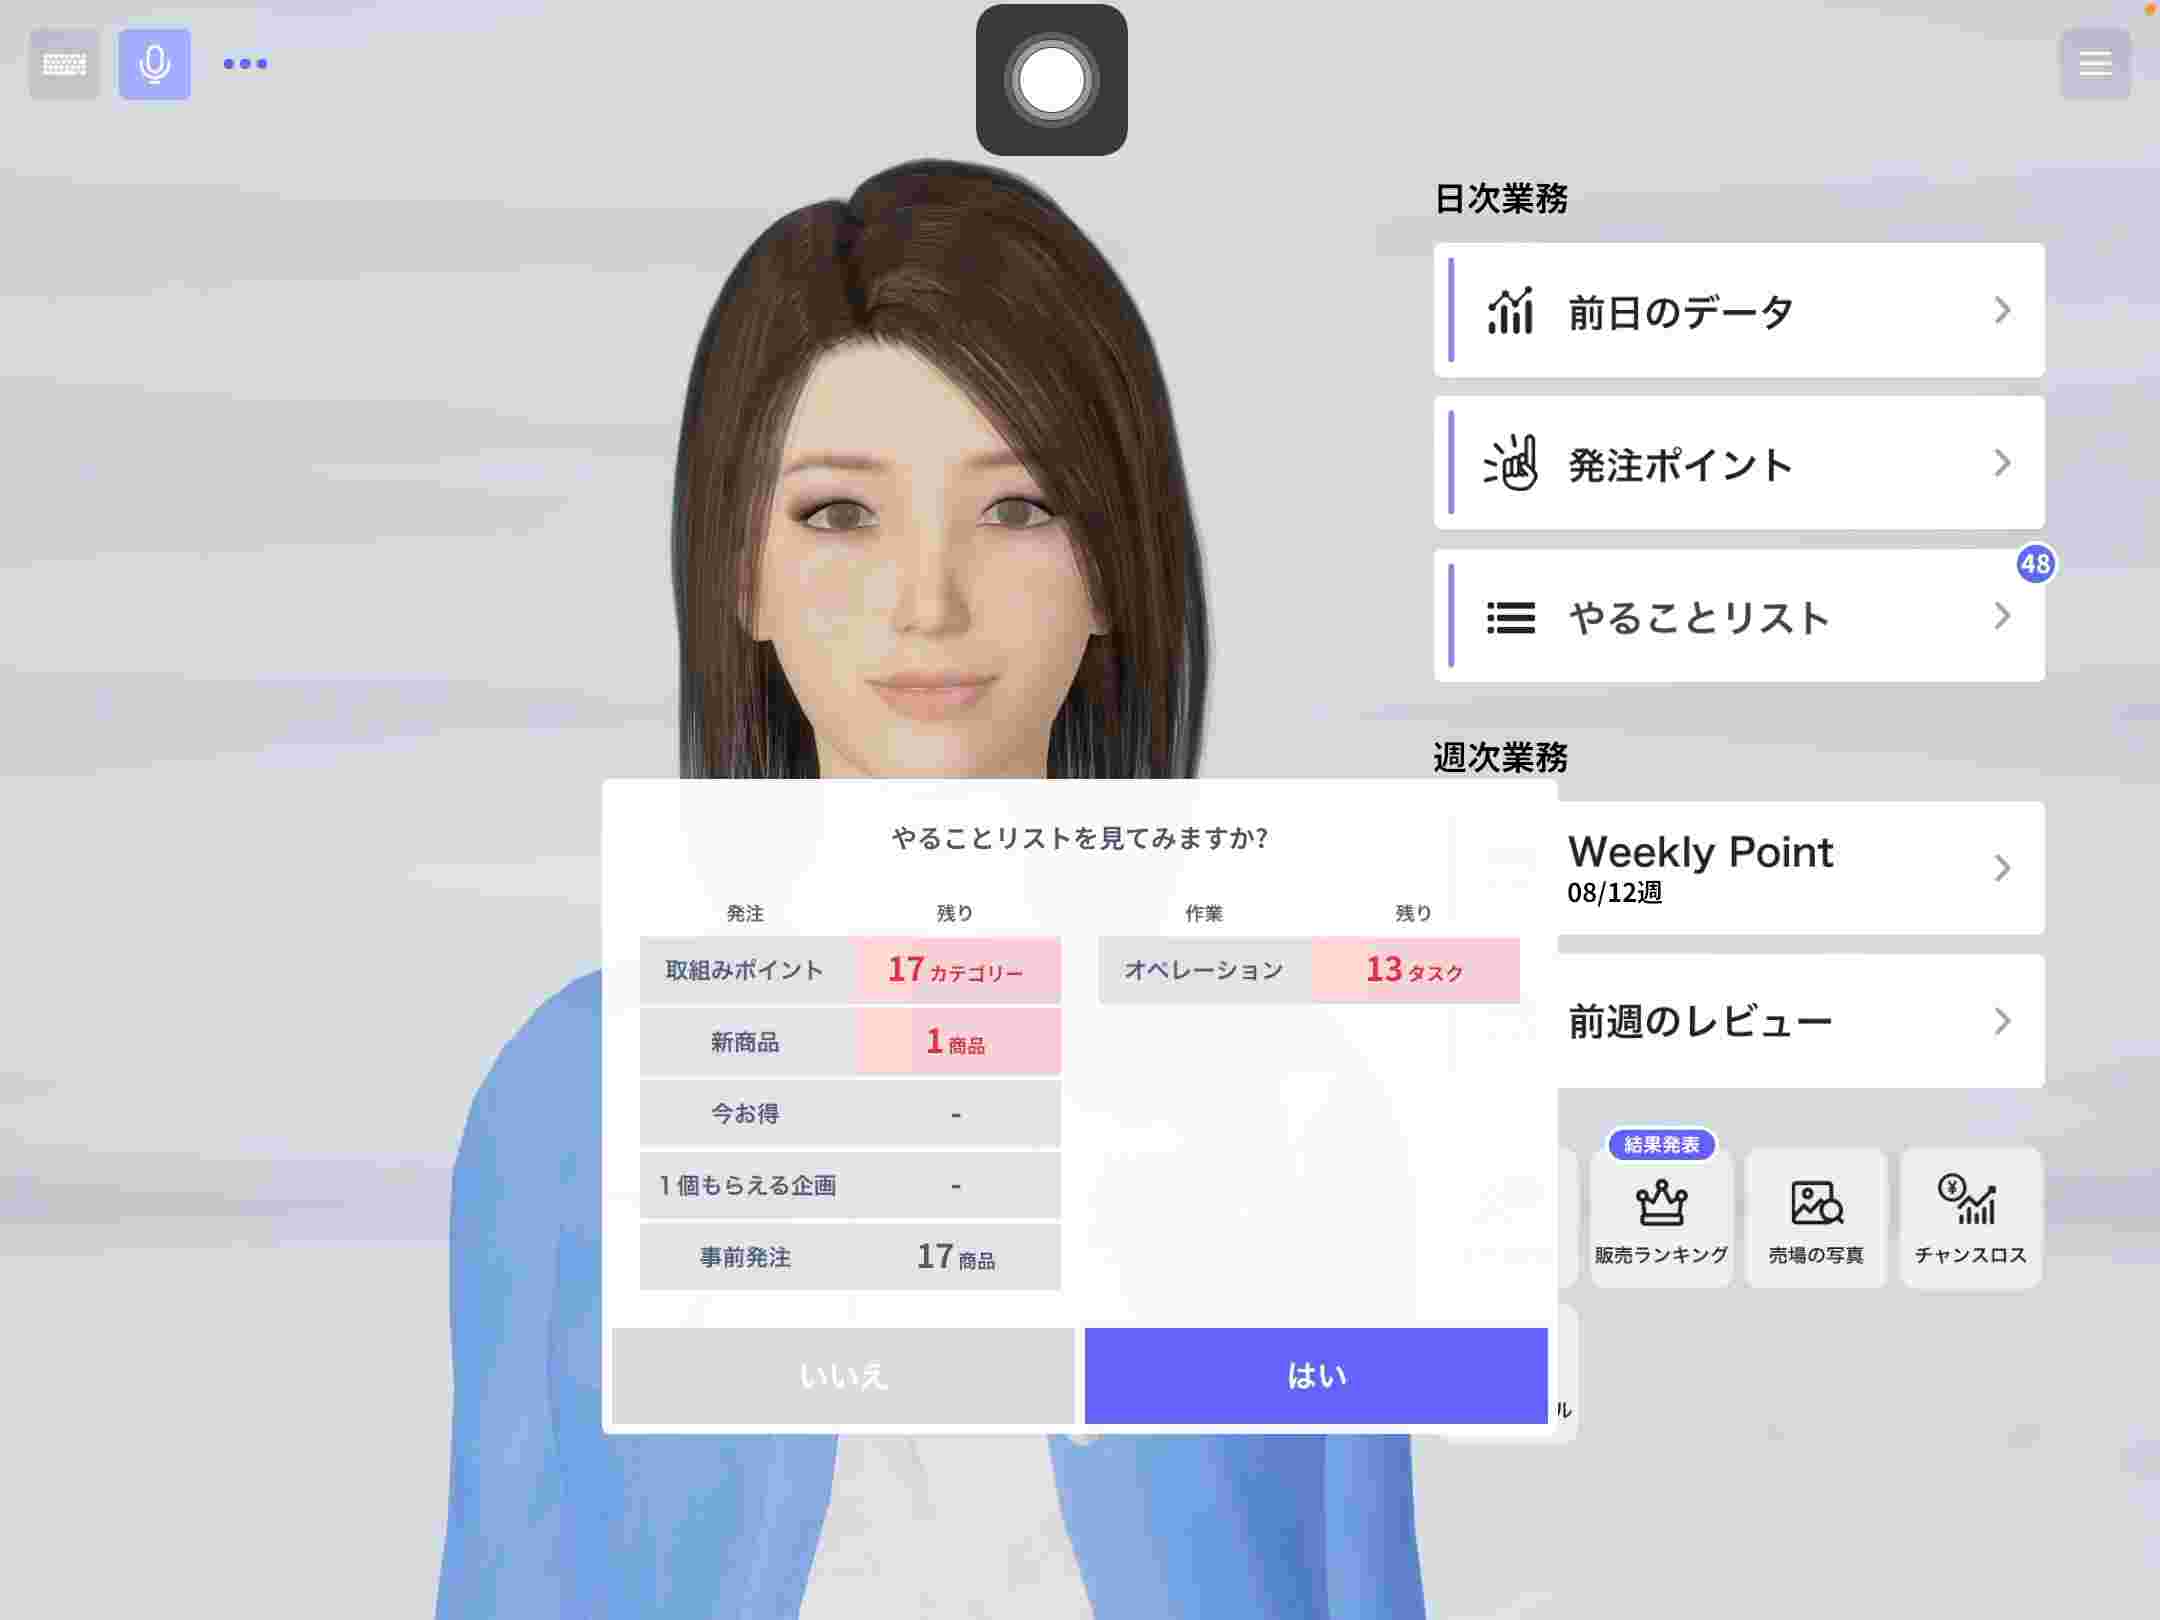 日次業務
前日のデータ
発注ポイント
48
やることリスト
週次業務
Weekly Point
08/12週
前週のレビュー
やることリストを見てみますか?
発注 残り
取組みポイント 17カテゴリー
新商品 1商品
今お得 -
1個もらえる企画 -
事前発注 17商品
作業 残り
オペレーション 13タスク
いいえ
はい
結果発表
販売ランキング
売場の写真
チャンスロス
ル